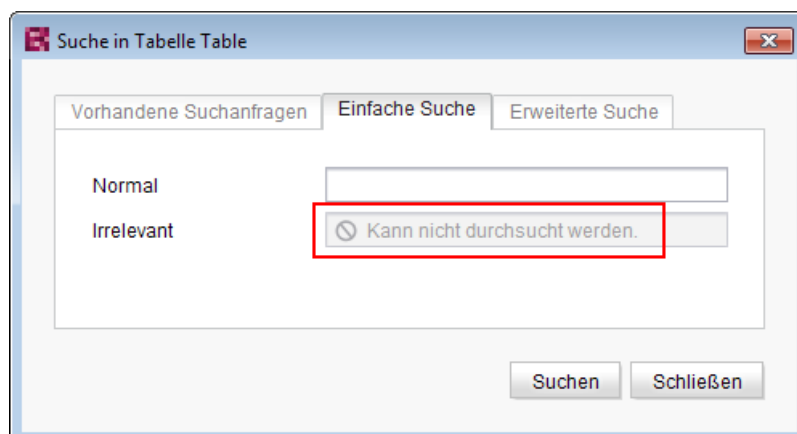 Suche in Tabelle Table
Vorhandene Suchanfragen Einfache Suche Erweiterte Suche
Normal
Irrelevant Kann nicht durchsucht werden.
Suchen Schließen